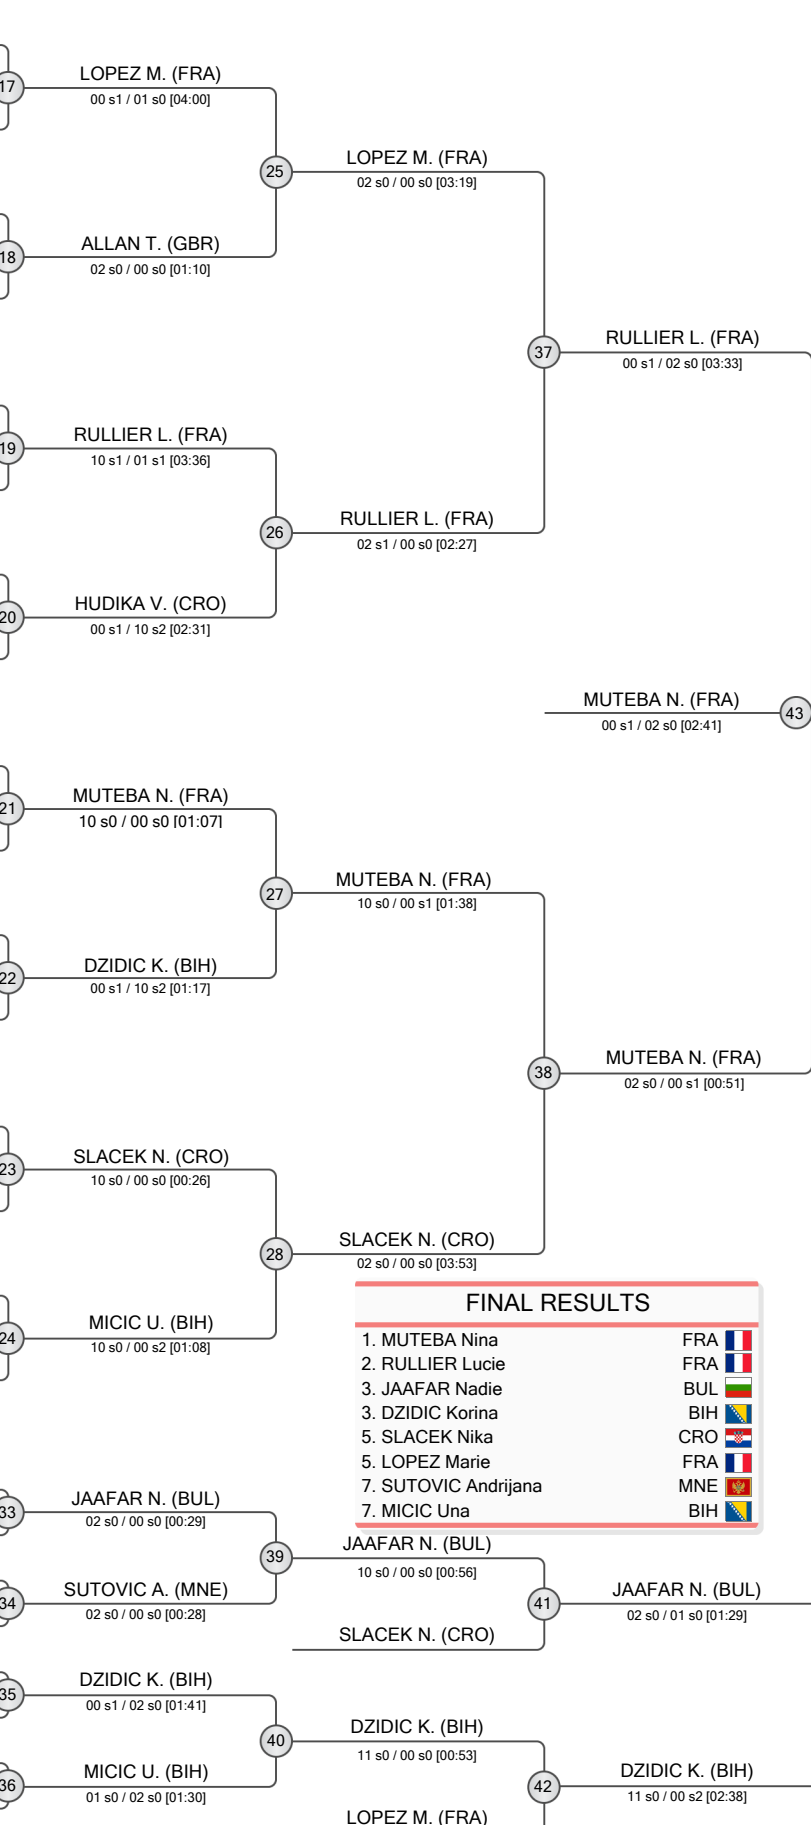 LOPEZ M. (FRA)
17
00 s1 / 01 s0 [04:00]
LOPEZ M. (FRA)
25
02 s0 / 00 s0 [03:19]
ALLAN T. (GBR)
18
02 s0 / 00 s0 [01:10]
RULLIER L. (FRA)
37
00 s1 / 02 s0 [03:33]
RULLIER L. (FRA)
19
10 s1 / 01 s1 [03:36]
RULLIER L. (FRA)
26
02 s1 / 00 s0 [02:27]
HUDIKA V. (CRO)
20
00 s1 / 10 s2 [02:31]
MUTEBA N. (FRA)
43
00 s1 / 02 s0 [02:41]
MUTEBA N. (FRA)
21
10 s0 / 00 s0 [01:07]
MUTEBA N. (FRA)
27
10 s0 / 00 s1 [01:38]
DZIDIC K. (BIH)
22
00 s1 / 10 s2 [01:17]
MUTEBA N. (FRA)
38
02 s0 / 00 s1 [00:51]
SLACEK N. (CRO)
23
10 s0 / 00 s0 [00:26]
SLACEK N. (CRO)
28
02 s0 / 00 s0 [03:53]
MICIC U. (BIH)
24
10 s0 / 00 s2 [01:08]
FINAL RESULTS
1. MUTEBA Nina FRA
2. RULLIER Lucie FRA
3. JAAFAR Nadie BUL
3. DZIDIC Korina BIH
5. SLACEK Nika CRO
5. LOPEZ Marie FRA
7. SUTOVIC Andrijana MNE
7. MICIC Una BIH
JAAFAR N. (BUL)
33
02 s0 / 00 s0 [00:29]
JAAFAR N. (BUL)
39
10 s0 / 00 s0 [00:56]
SUTOVIC A. (MNE)
34
02 s0 / 00 s0 [00:28]
JAAFAR N. (BUL)
41
02 s0 / 01 s0 [01:29]
SLACEK N. (CRO)
DZIDIC K. (BIH)
35
00 s1 / 02 s0 [01:41]
DZIDIC K. (BIH)
40
11 s0 / 00 s0 [00:53]
MICIC U. (BIH)
36
01 s0 / 02 s0 [01:30]
DZIDIC K. (BIH)
42
11 s0 / 00 s2 [02:38]
LOPEZ M. (FRA)